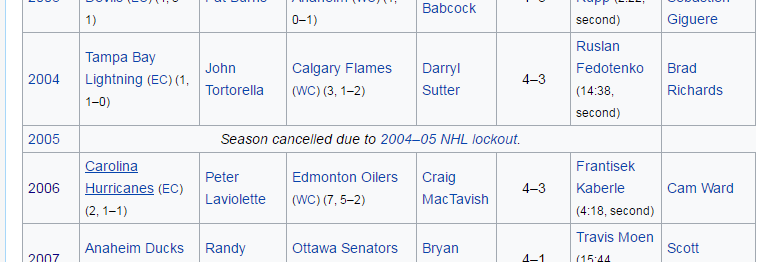 2003 Devils (EC) (1, 3– Pat Burns Anaheim (WC) (1, Babcock 4–3 Rupp (2:22, Sebastien
1) 0–1) second) Giguere
2004 Tampa Bay
Lightning (EC) (1,
1–0)
John
Tortorella
Calgary Flames
(WC) (3, 1–2)
Darryl
Sutter
4–3
Ruslan
Fedotenko
(14:38,
second)
Brad
Richards
2005 Season cancelled due to 2004–05 NHL lockout.
2006
Carolina
Hurricanes (EC)
(2, 1–1)
Peter
Laviolette
Edmonton Oilers
(WC) (7, 5–2)
Craig
MacTavish
4–3
Frantisek
Kaberle
(4:18, second)
Cam Ward
2007
Anaheim Ducks
Randy
Ottawa Senators
Bryan
4–1
Travis Moen
(15:44,
Scott